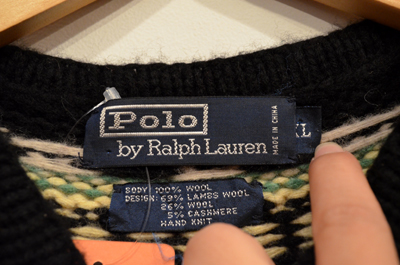 Polo
by Ralph Lauren
MADE IN CHINA
XL
BODY: 100% WOOL
DESIGN: 69% LAMBS WOOL
26% WOOL
5% CASHMERE
HAND KNIT